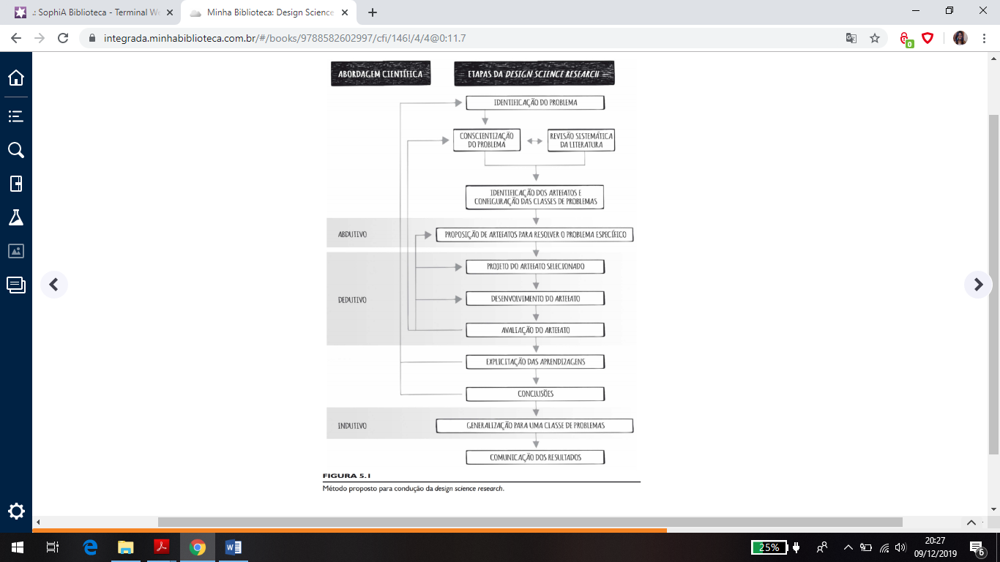 .: SophiA Biblioteca - Terminal We
Minha Biblioteca: Design Science
integrada.minhabiblioteca.com.br/#/books/9788582602997/cfi/146!/4/4@0:11.7
0
ABORDAGEM CIENTÍFICA
ETAPAS DA DESIGN SCIENCE RESEARCH
IDENTIFICAÇÃO DO PROBLEMA
CONSCIENTIZAÇÃO
DO PROBLEMA
REVISÃO SISTEMÁTICA
DA LITERATURA
IDENTIFICAÇÃO DOS ARTEFATOS E
CONFIGURAÇÃO DAS CLASSES DE PROBLEMAS
ABDUTIVO
PROPOSIÇÃO DE ARTEFATOS PARA RESOLVER O PROBLEMA ESPECÍFICO
PROJETO DO ARTEFATO SELECIONADO
DEDUTIVO
DESENVOLVIMENTO DO ARTEFATO
AVALIAÇÃO DO ARTEFATO
EXPLICITAÇÃO DAS APRENDIZAGENS
CONCLUSÕES
INDUTIVO
GENERALIZAÇÃO PARA UMA CLASSE DE PROBLEMAS
COMUNICAÇÃO DOS RESULTADOS
FIGURA 5.1
Método proposto para condução da design science research.
25%
20:27
09/12/2019
6